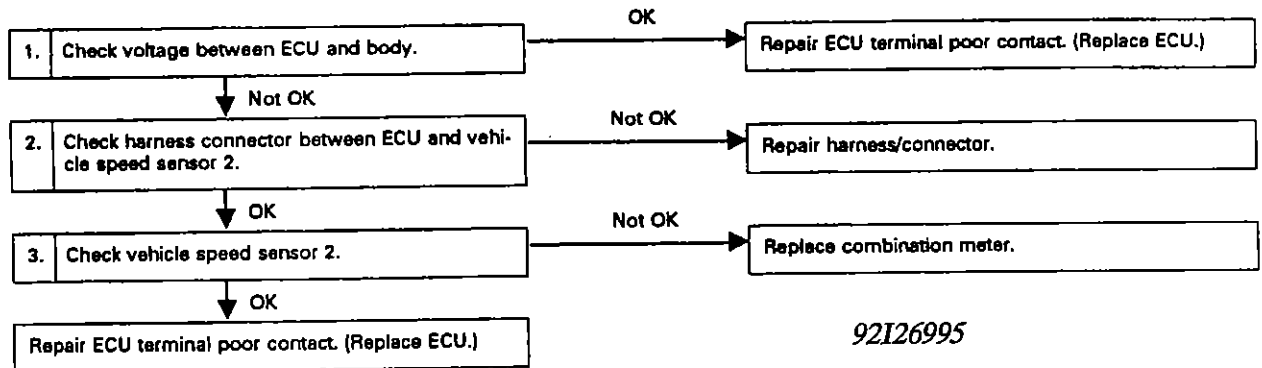 OK
1. Check voltage between ECU and body.
Repair ECU terminal poor contact. (Replace ECU.)
Not OK
2. Check harness connector between ECU and vehi-
cle speed sensor 2.
Not OK
Repair harness/connector.
OK
3. Check vehicle speed sensor 2.
Not OK
Replace combination meter.
OK
Repair ECU terminal poor contact. (Replace ECU.)
92I26995